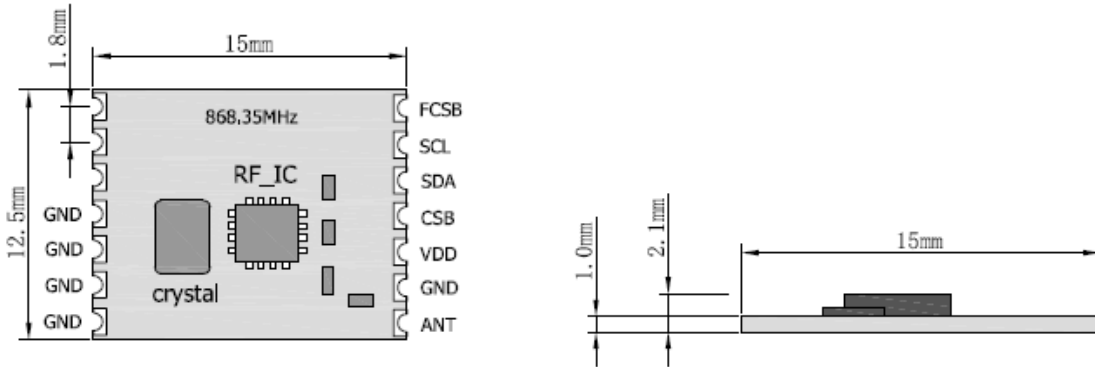 15mm
1.8mm
868.35MHz
FCSB
SCL
RF_IC
SDA
GND
CSB
12.5mm
GND
VDD
GND
crystal
GND
GND
ANT
1.0mm
2.1mm
15mm